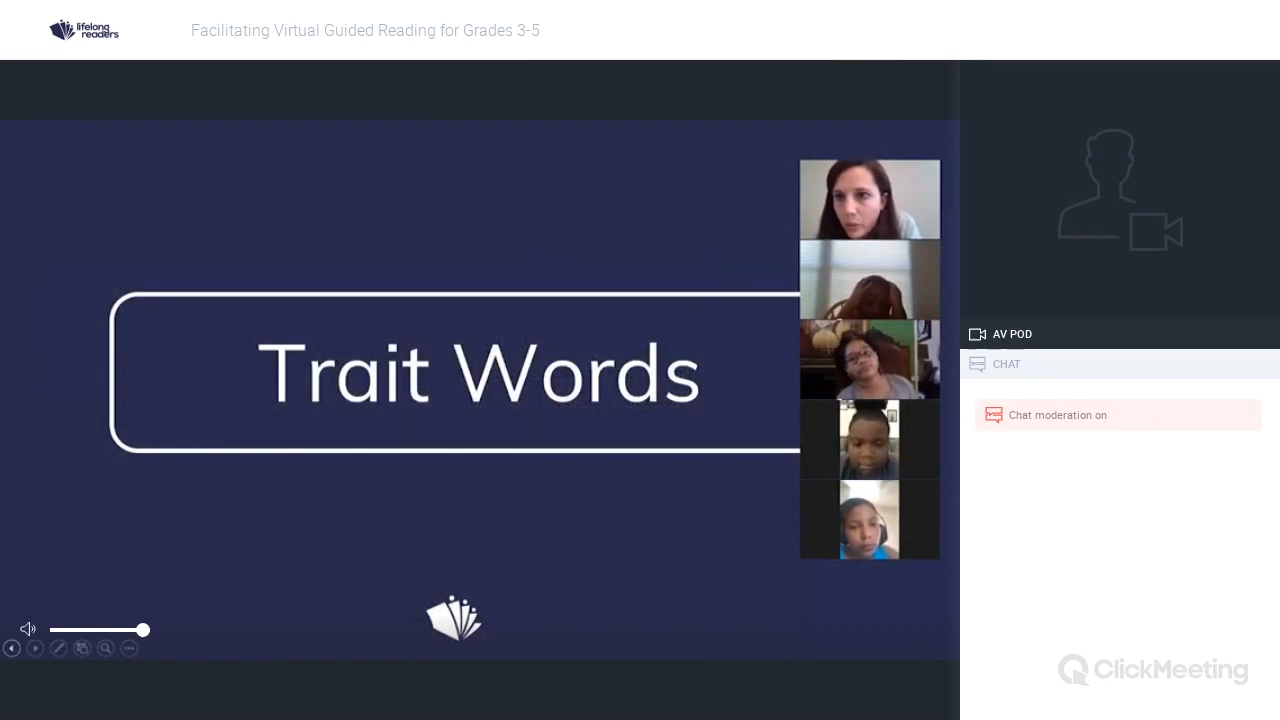 lifelong
readers
Facilitating Virtual Guided Reading for Grades 3-5
Trait Words
AV POD
CHAT
Chat moderation on
ClickMeeting